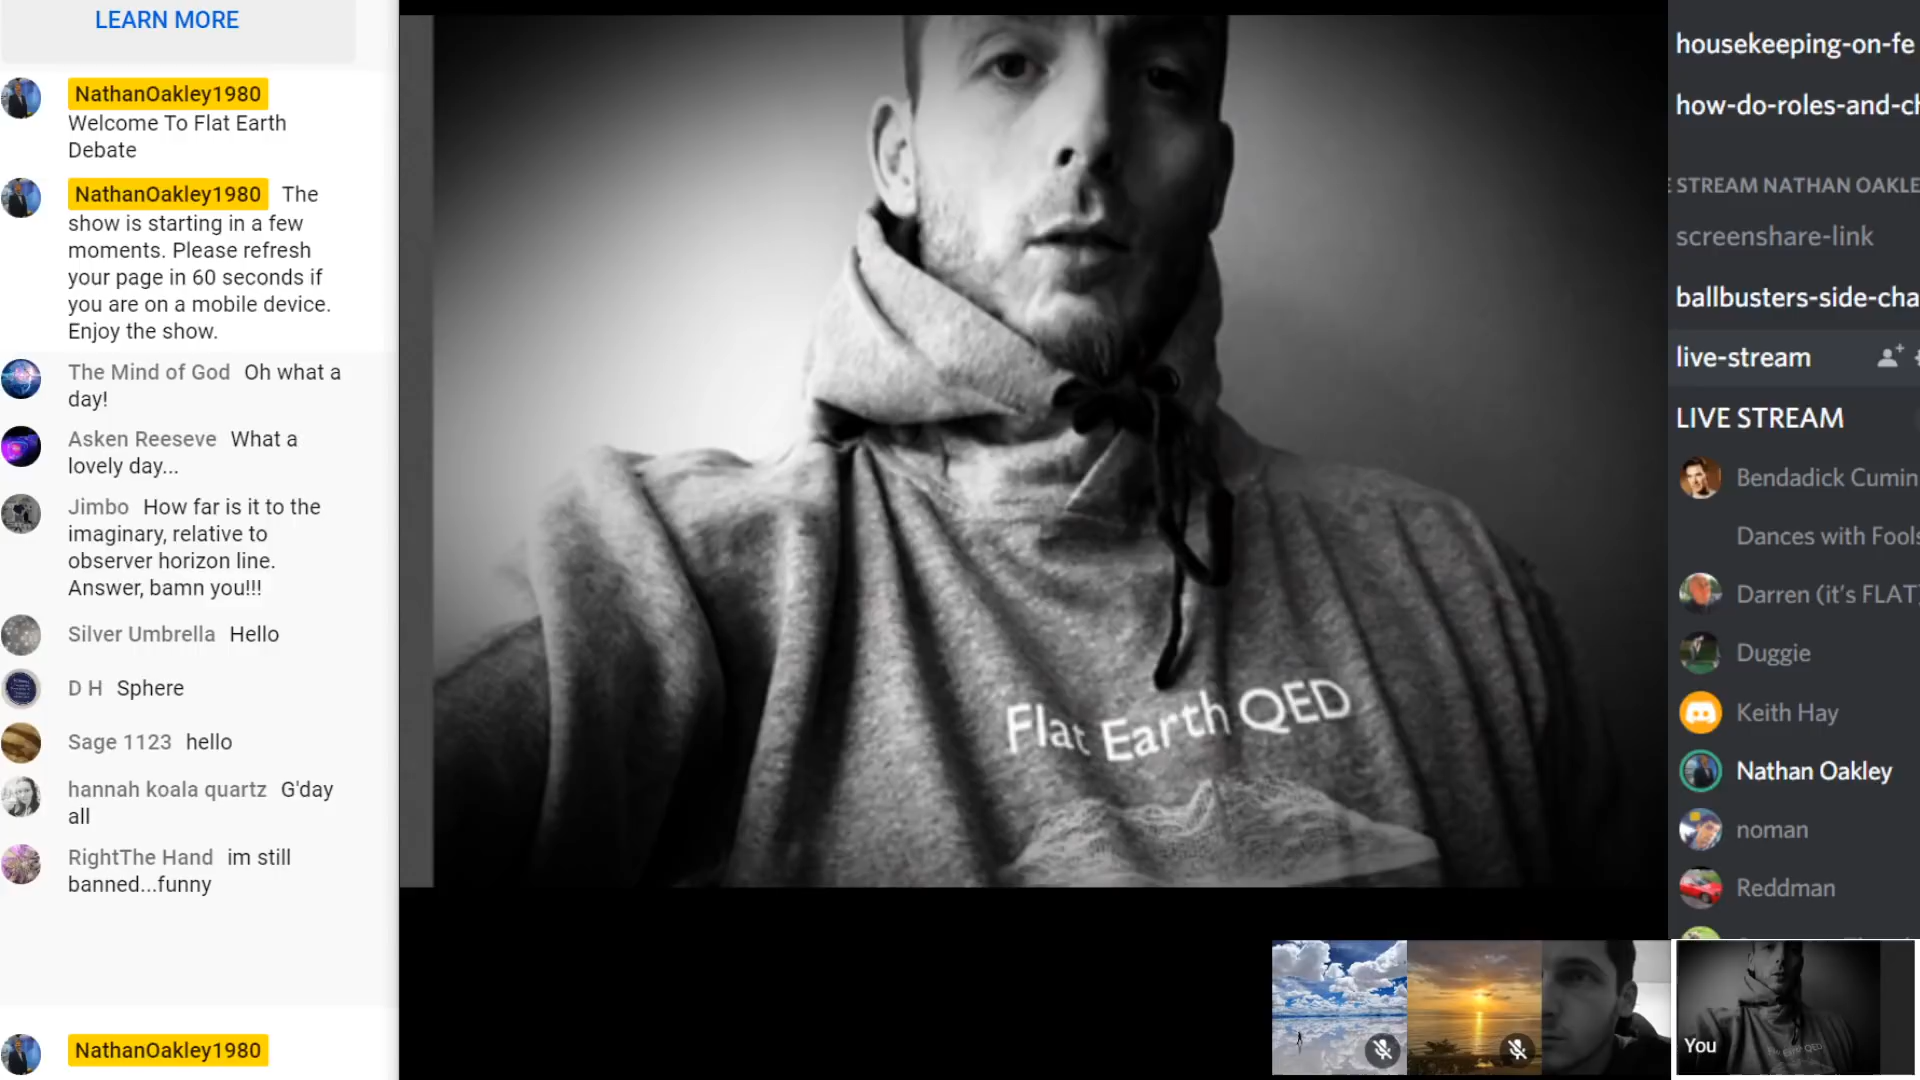 LEARN MORE
NathanOakley1980
Welcome To Flat Earth
Debate
NathanOakley1980 The
show is starting in a few
moments. Please refresh
your page in 60 seconds if
you are on a mobile device.
Enjoy the show.
The Mind of God Oh what a
day!
Asken Reeseve What a
lovely day...
Jimbo How far is it to the
imaginary, relative to
observer horizon line.
Answer, bamn you!!!
Silver Umbrella Hello
D H Sphere
Sage 1123 hello
hannah koala quartz G'day
all
RightThe Hand im still
banned...funny
NathanOakley1980
Flat Earth QED
housekeeping-on-fe
how-do-roles-and-ch
STREAM NATHAN OAKLE
screenshare-link
ballbusters-side-cha
live-stream
LIVE STREAM
Bendadick Cumin
Dances with Fools
Darren (it's FLAT)
Duggie
Keith Hay
Nathan Oakley
noman
Reddman
You